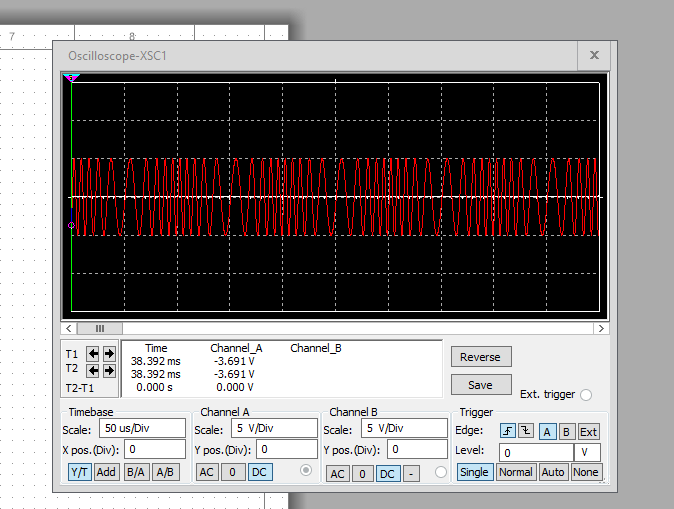 7 8
Oscilloscope-XSC1
Time Channel_A Channel_B
T1 38.392 ms -3.691 V
T2 38.392 ms -3.691 V
T2-T1 0.000 s 0.000 V
Reverse
Save
Ext. trigger
Timebase Channel A Channel B Trigger
Scale: 50 us/Div Scale: 5 V/Div Scale: 5 V/Div Edge: A B Ext
X pos.(Div): 0 Y pos.(Div): 0 Y pos.(Div): 0 Level: 0 V
Y/T Add B/A A/B AC 0 DC AC 0 DC - Single Normal Auto None